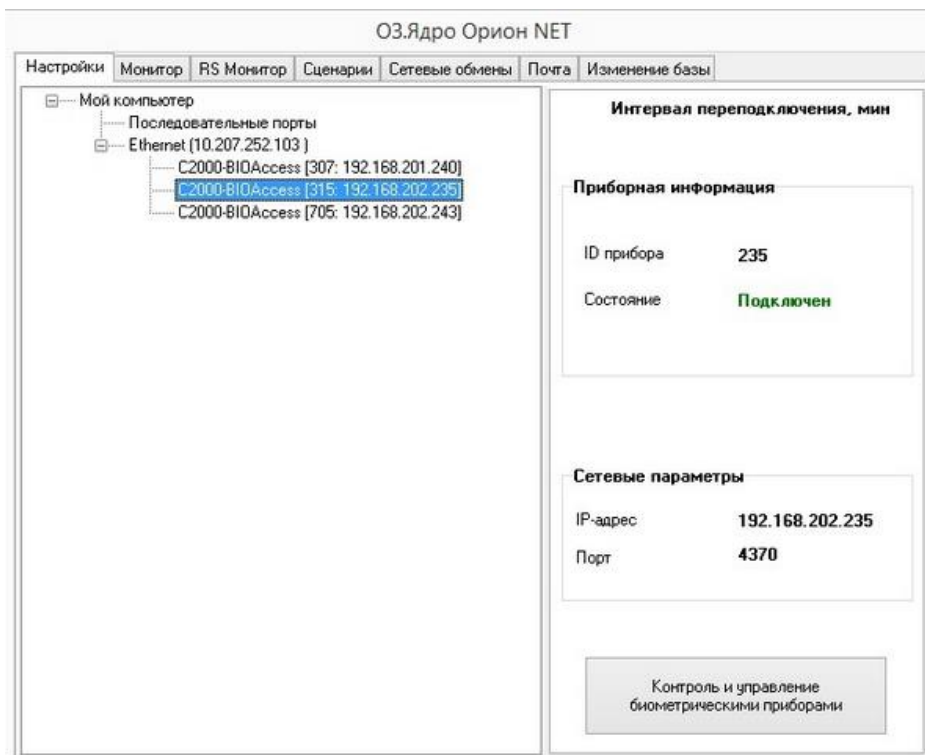 ОЗ.Ядро Орион NET
Настройки Монитор RS Монитор Сценарии Сетевые обмены Почта Изменение базы
Мой компьютер
Последовательные порты
Ethernet (10.207.252.103 )
C2000-BIOAccess [307: 192.168.201.240]
C2000-BIOAccess [315: 192.168.202.235]
C2000-BIOAccess [705: 192.168.202.243]
Интервал переподключения, мин
Приборная информация
ID прибора 235
Состояние Подключен
Сетевые параметры
IP-адрес 192.168.202.235
Порт 4370
Контроль и управление
биометрическими приборами